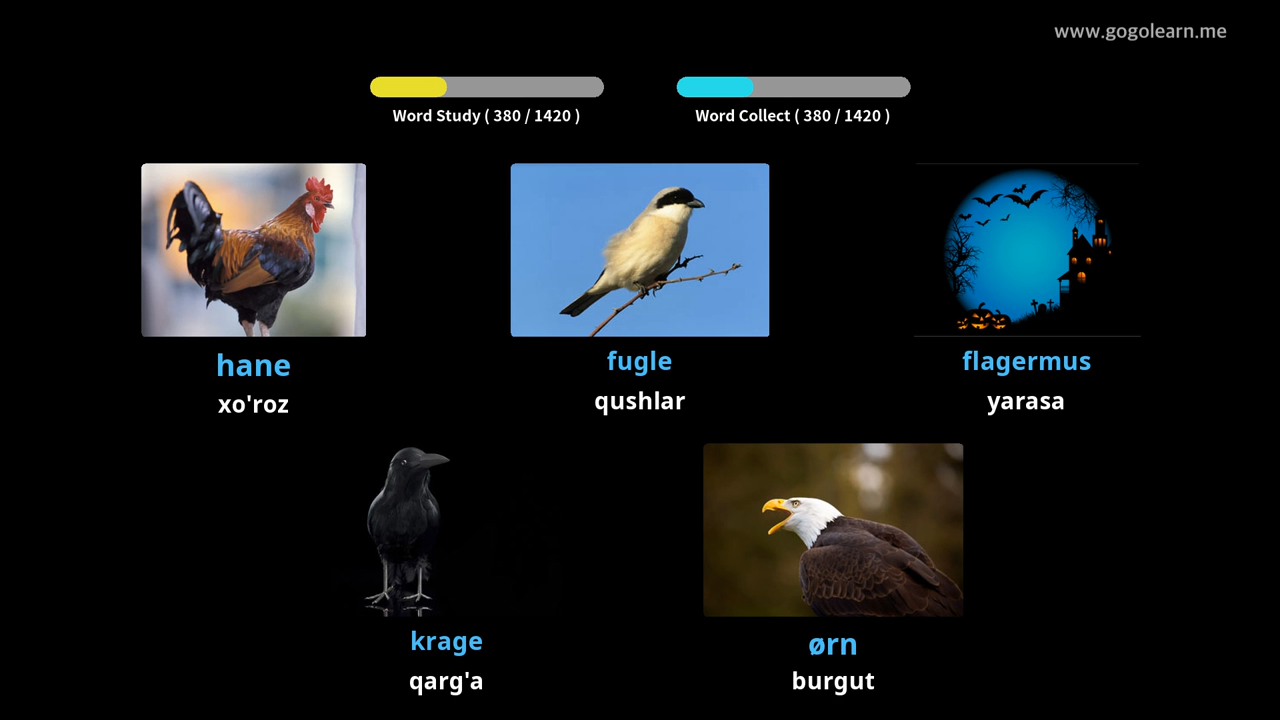 www.gogolearn.me
Word Study ( 380 / 1420 )
Word Collect ( 380 / 1420 )
hane
xo'roz
fugle
qushlar
flagermus
yarasa
krage
qarg'a
ørn
burgut